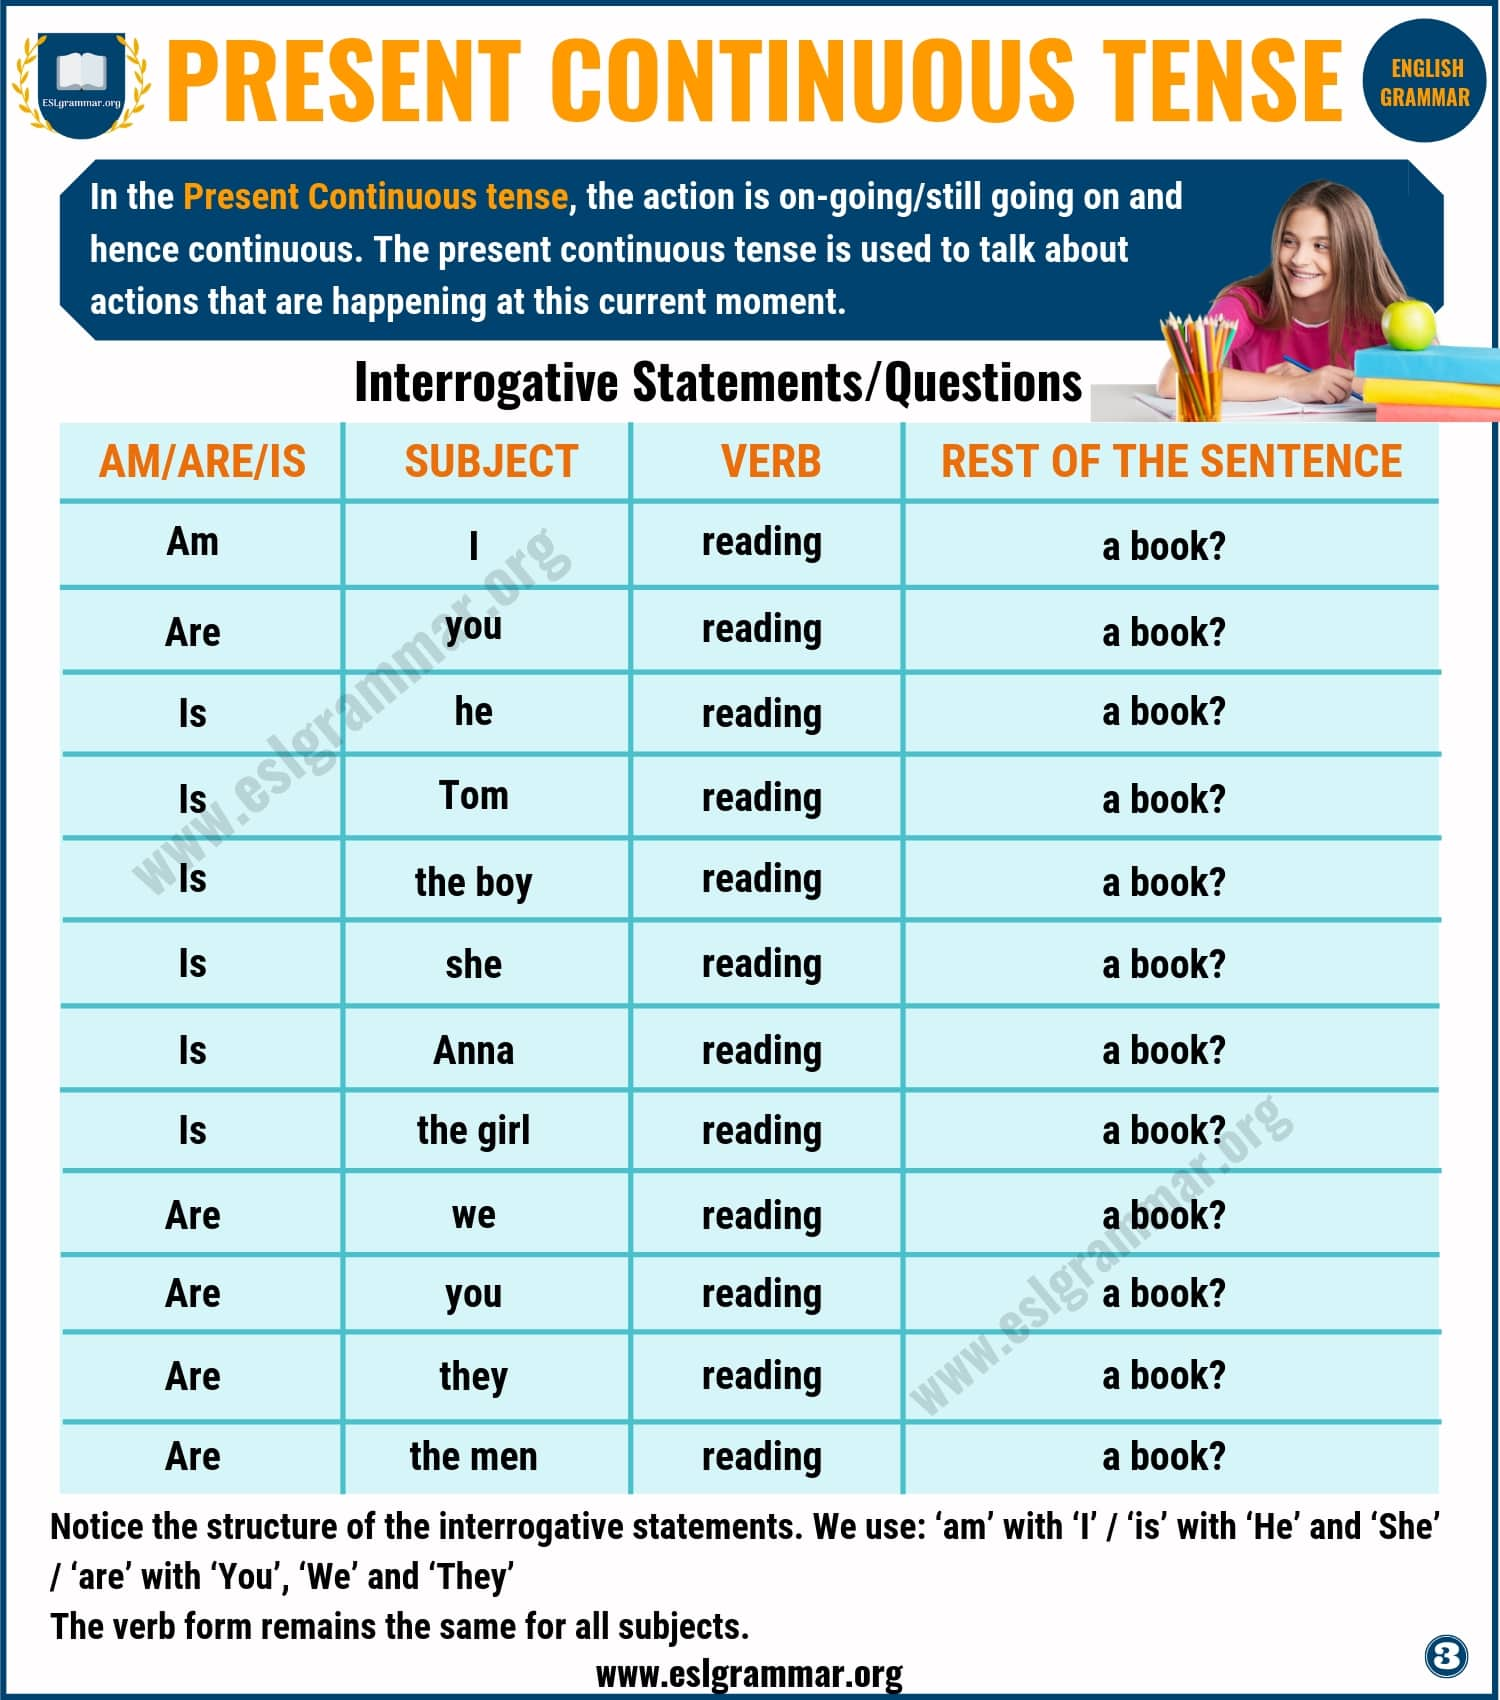 ESLgrammar.org
PRESENT CONTINUOUS TENSE
ENGLISH
GRAMMAR
In the Present Continuous tense, the action is on-going/still going on and
hence continuous. The present continuous tense is used to talk about
actions that are happening at this current moment.
Interrogative Statements/Questions
AM/ARE/IS SUBJECT VERB REST OF THE SENTENCE
Am I reading a book?
Are you reading a book?
Is he reading a book?
Is Tom reading a book?
Is the boy reading a book?
Is she reading a book?
Is Anna reading a book?
Is the girl reading a book?
Are we reading a book?
Are you reading a book?
Are they reading a book?
Are the men reading a book?
www.eslgrammar.org
www.eslgrammar.org
Notice the structure of the interrogative statements. We use: ‘am’ with ‘I’ / ‘is’ with ‘He’ and ‘She’
/ ‘are’ with ‘You’, ‘We’ and ‘They’
The verb form remains the same for all subjects.
www.eslgrammar.org
3